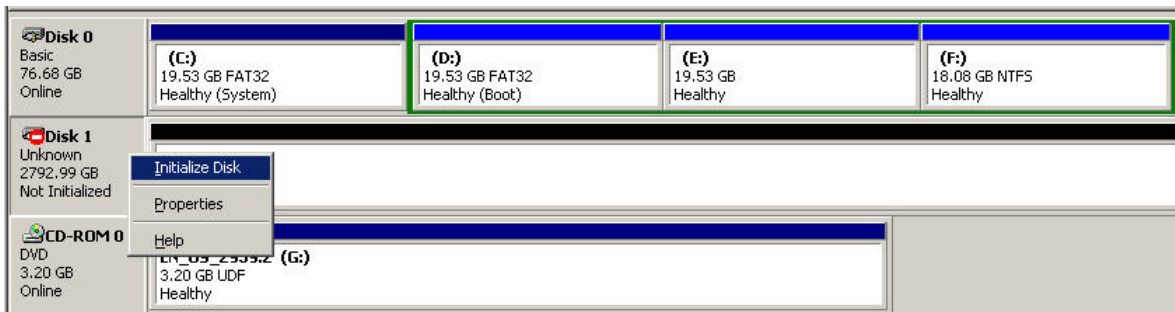 Disk 0
Basic
76.68 GB
Online
(C:)
19.53 GB FAT32
Healthy (System)
(D:)
19.53 GB FAT32
Healthy (Boot)
(E:)
19.53 GB
Healthy
(F:)
18.08 GB NTFS
Healthy
Disk 1
Unknown
2792.99 GB
Not Initialized
Initialize Disk
Properties
Help
CD-ROM 0
DVD
3.20 GB
Online
(G:)
3.20 GB UDF
Healthy